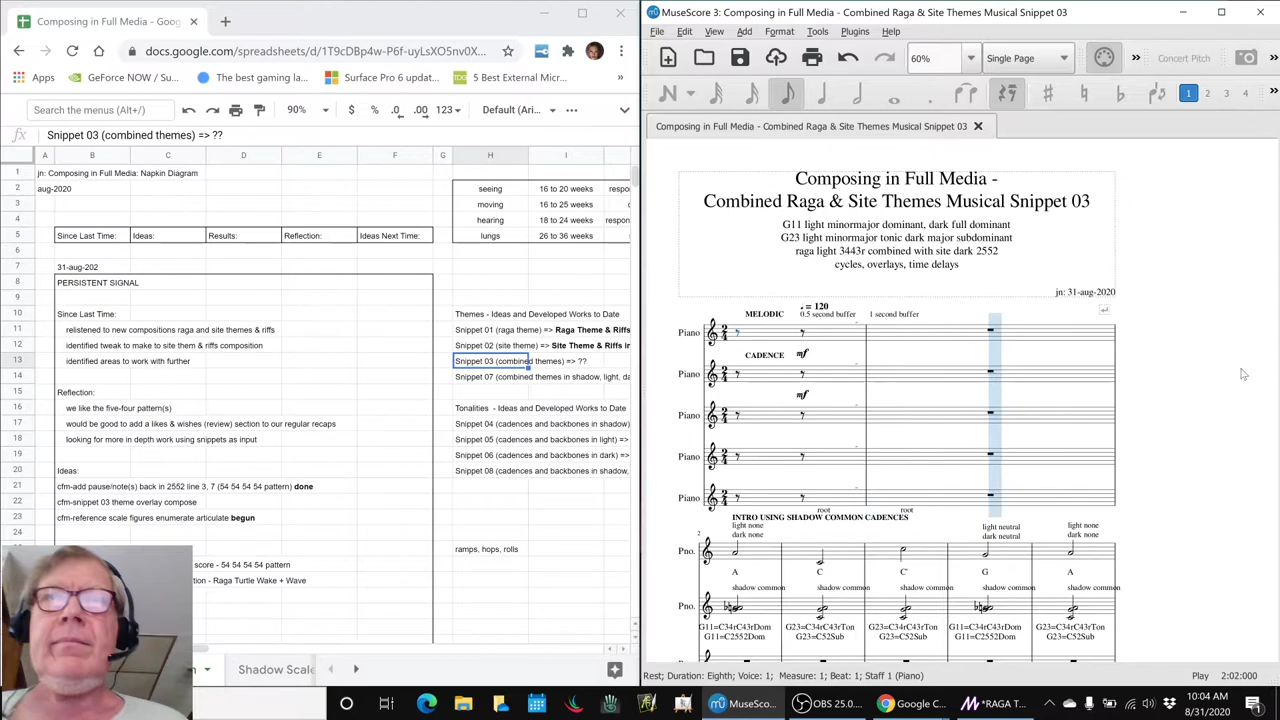 Composing in Full Media - Goog
docs.google.com/spreadsheets/d/1T9cDBp4w-P6f-uyLsXO5nv0X...
Apps
GeForce NOW / Su...
The best gaming la
Surface Pro 6 updat...
5 Best External Micr...
Search the menus (Alt+/)
90%
$ % .0 .00 123
Default (Ari...
fx Snippet 03 (combined themes) => ??
A B C D E F G H I
jn: Composing in Full Media: Napkin Diagram
aug-2020
seeing 16 to 20 weeks
moving 16 to 25 weeks
hearing 18 to 24 weeks
lungs 26 to 36 weeks
Since Last Time: Ideas: Results: Reflection: Ideas Next Time:
31-aug-202
PERSISTENT SIGNAL
Since Last Time:
relistened to new compositions raga and site themes & riffs
identified tweak to make to site them & riffs composition
identified areas to work with further
Reflection:
we like the five-four pattern(s)
would be good to add a (likes & wishes (review) section to our regular recaps
looking for more in depth work using snippets as input
Ideas:
cfm-add pause/note(s) back in 2552 line 3, 7 (54 54 54 54 pattern) done
cfm-snippet 03 theme overlay compose
cfm-reference scale figures enumerate articulate begun
score - 54 54 54 54 pattern
tion - Raga Turtle Wake + Wave
Themes - Ideas and Developed Works to Date
Snippet 01 (raga theme) => Raga Theme & Riffs
Snippet 02 (site theme) => Site Theme & Riffs in
Snippet 03 (combined themes) => ??
Snippet 07 (combined themes in shadow, light, da
Tonalities - Ideas and Developed Works to Date
Snippet 04 (cadences and backbones in shadow)
Snippet 05 (cadences and backbones in light) =>
Snippet 06 (cadences and backbones in dark) =>
Snippet 08 (cadences and backbones in shadow,
ramps, hops, rolls
Shadow Scale
MuseScore 3: Composing in Full Media - Combined Raga & Site Themes Musical Snippet 03
File Edit View Add Format Tools Plugins Help
60%
Single Page
Concert Pitch
1 2 3 4
Composing in Full Media - Combined Raga & Site Themes Musical Snippet 03
Composing in Full Media -
Combined Raga & Site Themes Musical Snippet 03
G11 light minormajor dominant, dark full dominant
G23 light minormajor tonic dark major subdominant
raga light 3443r combined with site dark 2552
cycles, overlays, time delays
jn: 31-aug-2020
= 120
MELODIC 0.5 second buffer 1 second buffer
Piano
CADENCE mf
Piano
mf
Piano
Piano
Piano
root root
INTRO USING SHADOW COMMON CADENCES
light none light neutral light none
dark none dark neutral dark none
2
Pno.
A C C' G A
shadow common shadow common shadow common shadow common shadow common
Pno.
G11=C34rC43rDom G23=C34rC43rTon G23=C34rC43rTon G11=C34rC43rDom G23=C34rC43rTon
G11=C2552Dom G23=C52Sub G23=C52Sub G11=C2552Dom G23=C52Sub
Rest; Duration: Eighth; Voice: 1; Measure: 1; Beat: 1; Staff 1 (Piano)
Play 2:02:000
MuseSco...
OBS 25.0...
Google C...
*RAGA T...
10:04 AM
8/31/2020